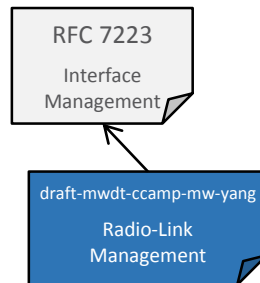 RFC 7223
Interface
Management
draft-mwdt-ccamp-mw-yang
Radio-Link
Management